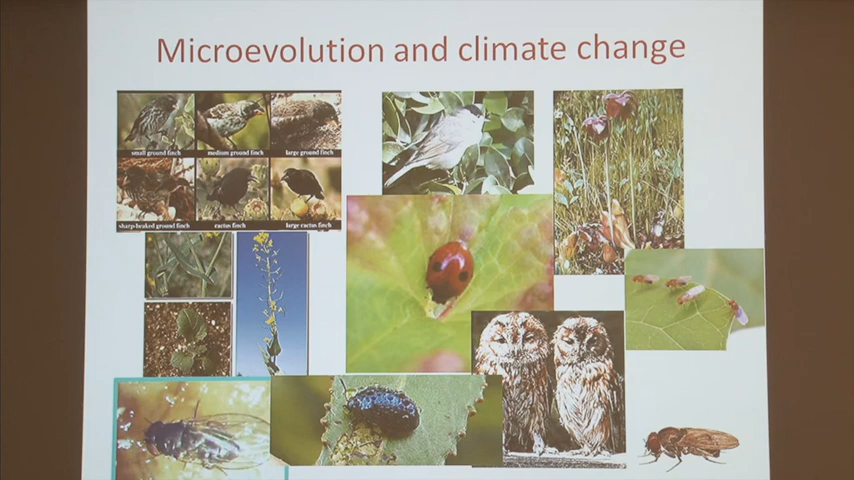 Microevolution and climate change
small ground finch medium ground finch large ground finch
sharp-beaked ground finch cactus finch large cactus finch